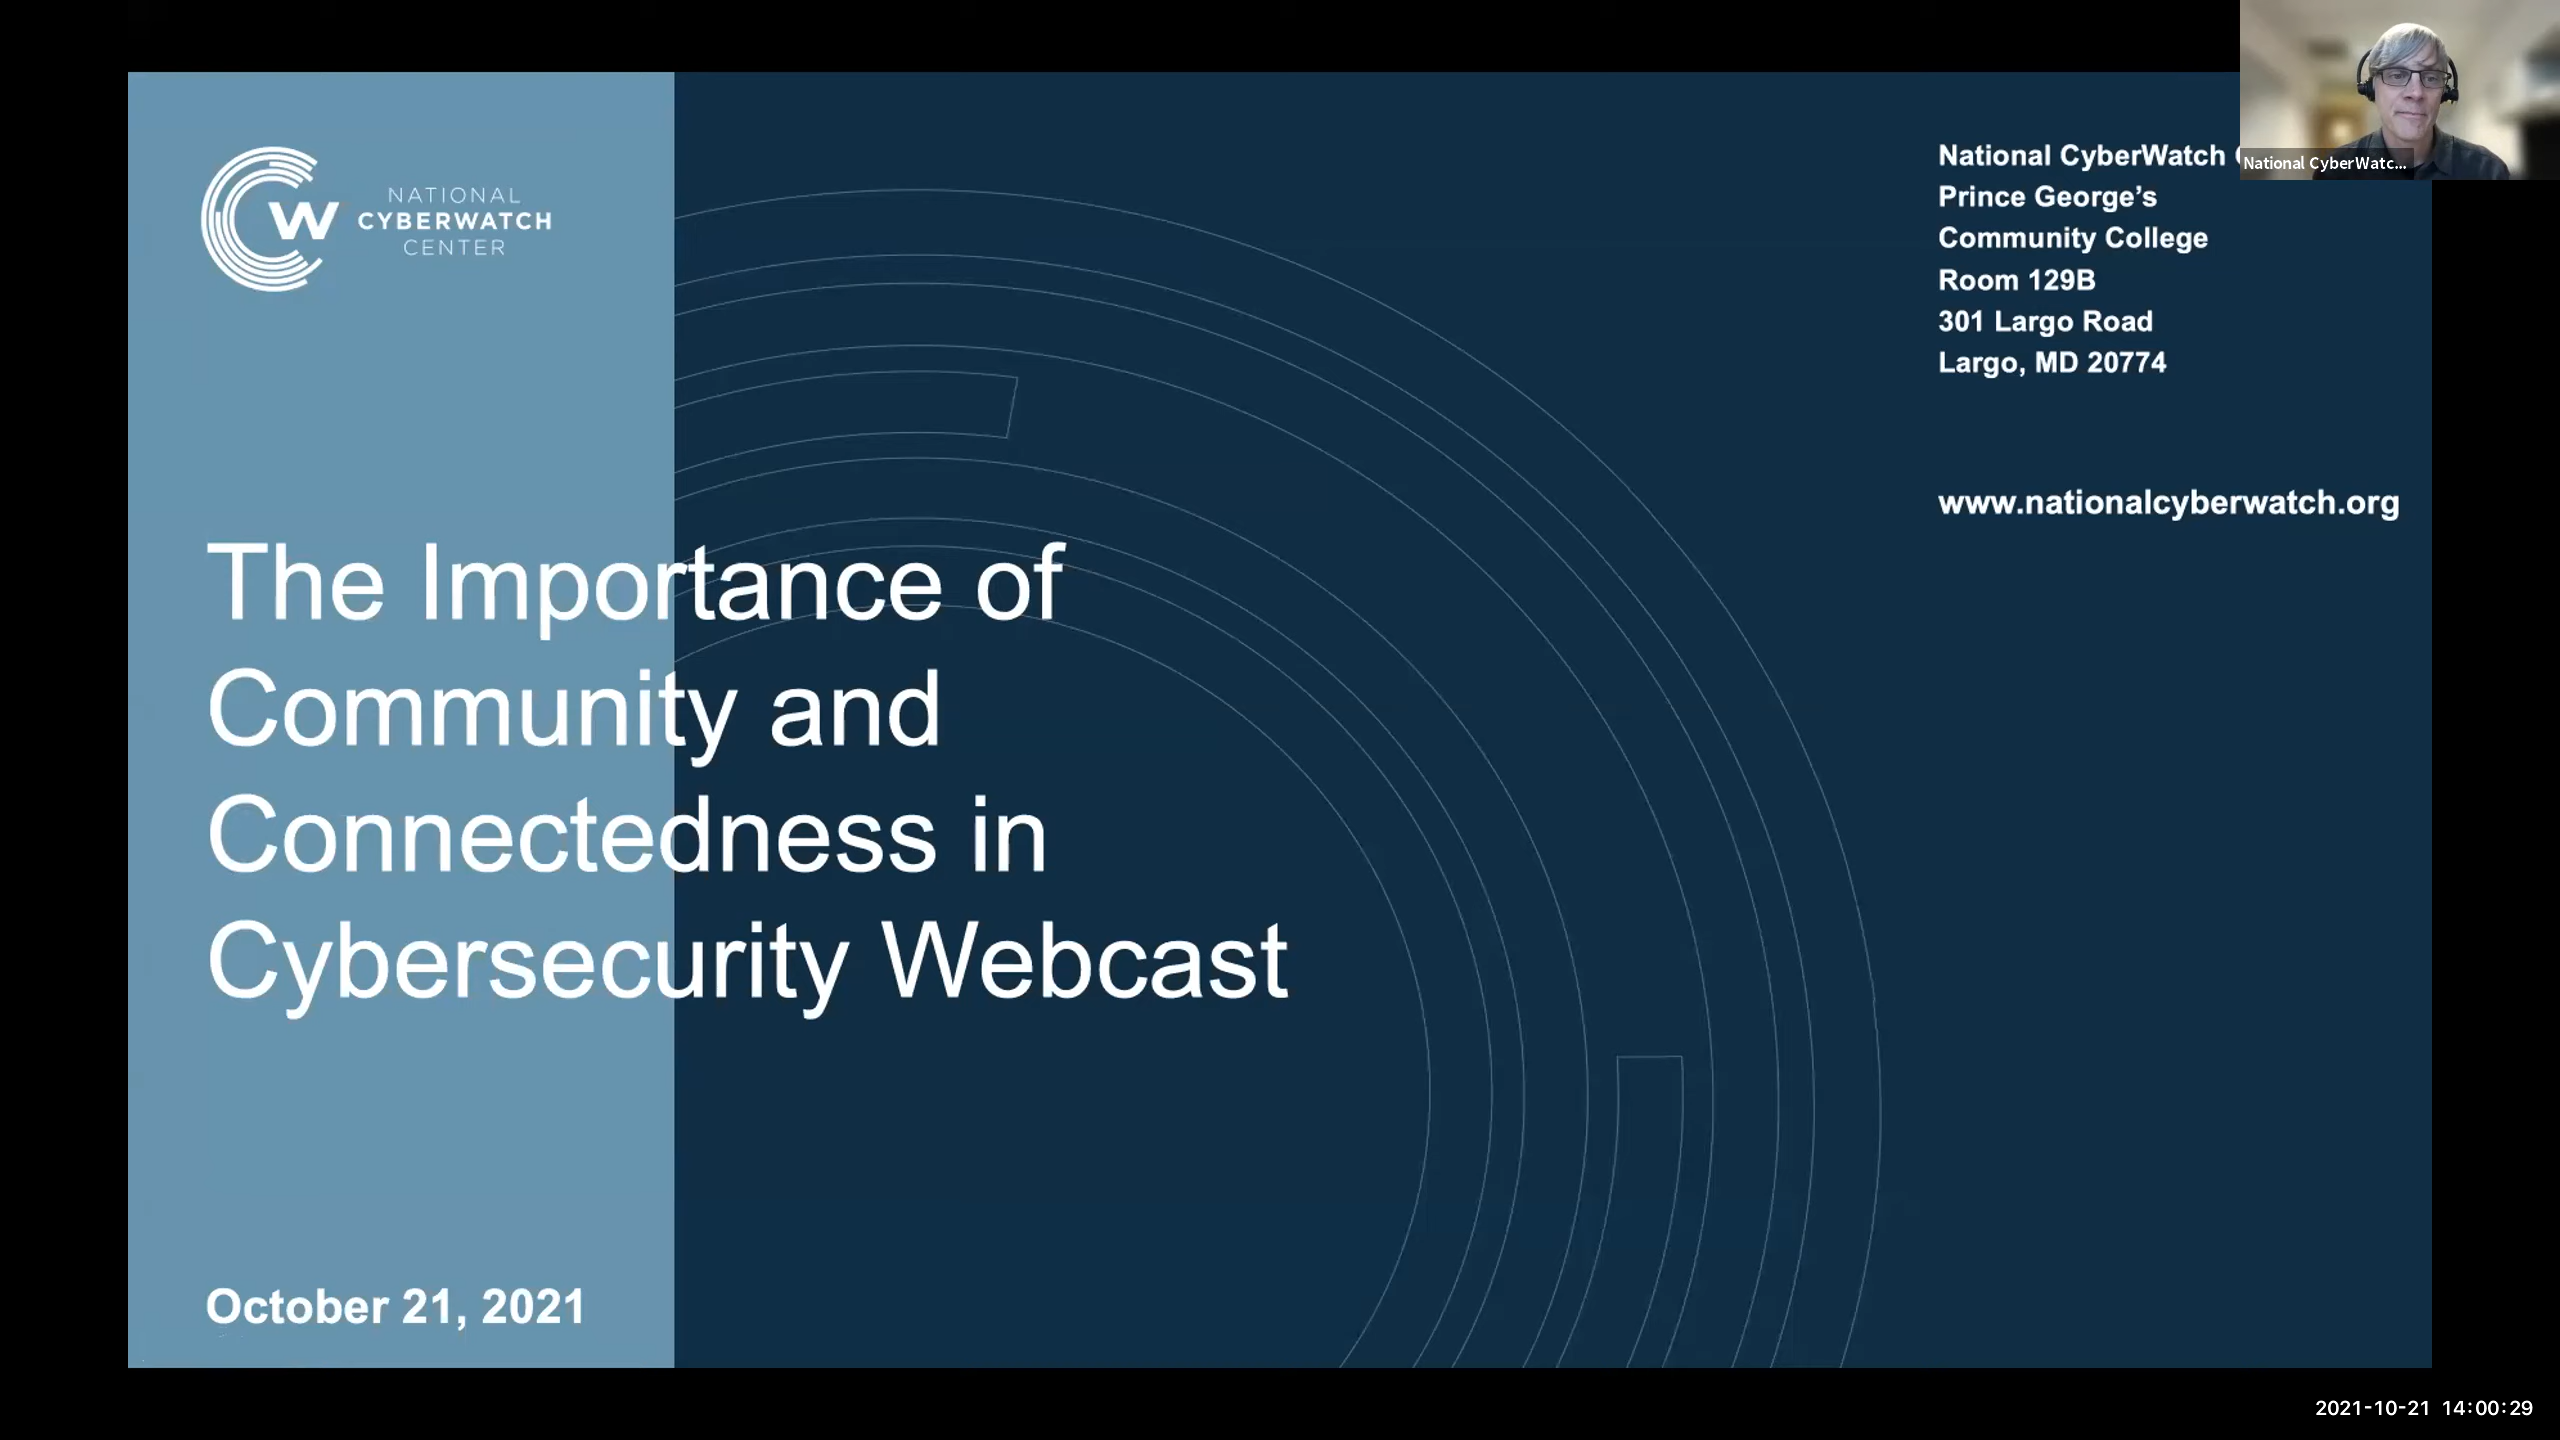 NATIONAL
CYBERWATCH
CENTER
The Importance of
Community and
Connectedness in
Cybersecurity Webcast
October 21, 2021
National CyberWatch
Prince George’s
Community College
Room 129B
301 Largo Road
Largo, MD 20774
www.nationalcyberwatch.org
National CyberWatc...
2021-10-21 14:00:29